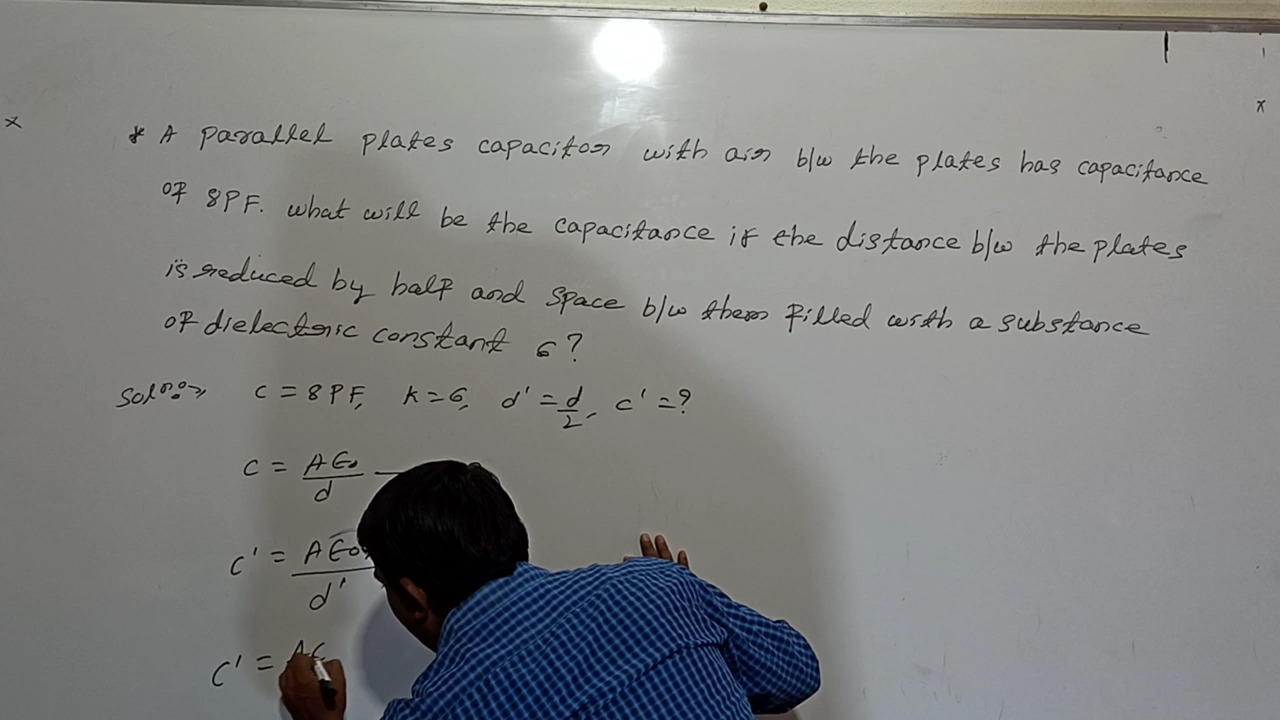 * A parallel plates capacitor with air b/w the plates has capacitance
of 8PF. what will be the capacitance if the distance b/w the plates
is reduced by half and space b/w them filled with a substance
of dielectric constant 6?
Soln:→ C = 8PF, K=6, d' = d/2, C' = ?
C = A∈₀/d —
C' = A∈₀/d'
C' = A∈